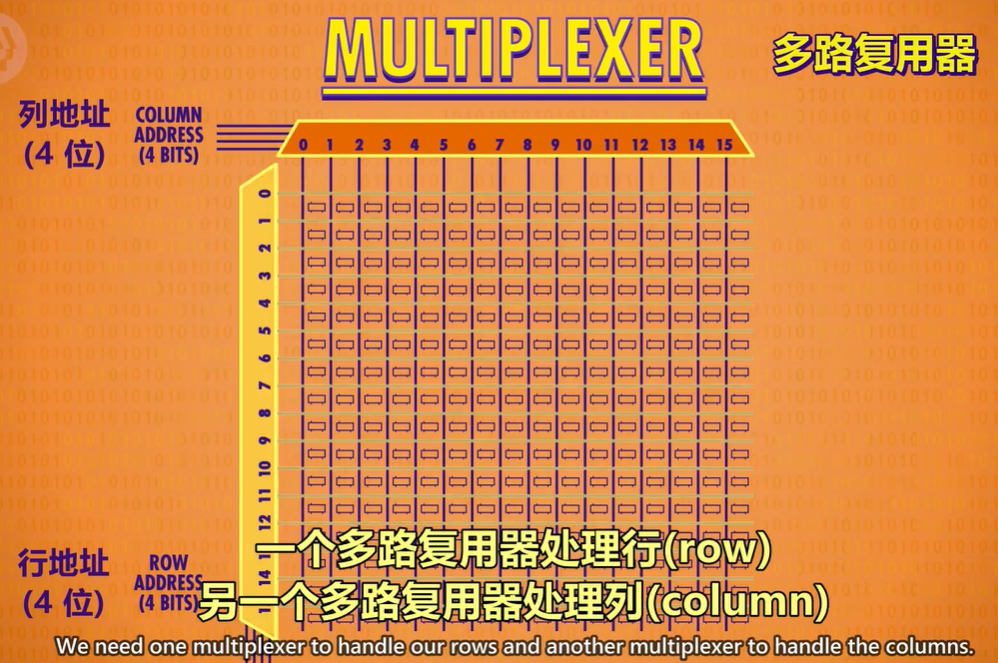 MULTIPLEXER
多路复用器
列地址
(4 位)
COLUMN
ADDRESS
(4 BITS)
0 1 2 3 4 5 6 7 8 9 10 11 12 13 14 15
0
1
2
3
4
5
6
7
8
9
10
11
12
14
行地址
(4 位)
ROW
ADDRESS
(4 BITS)
一个多路复用器处理行(row)
另一个多路复用器处理列(column)
We need one multiplexer to handle our rows and another multiplexer to handle the columns.